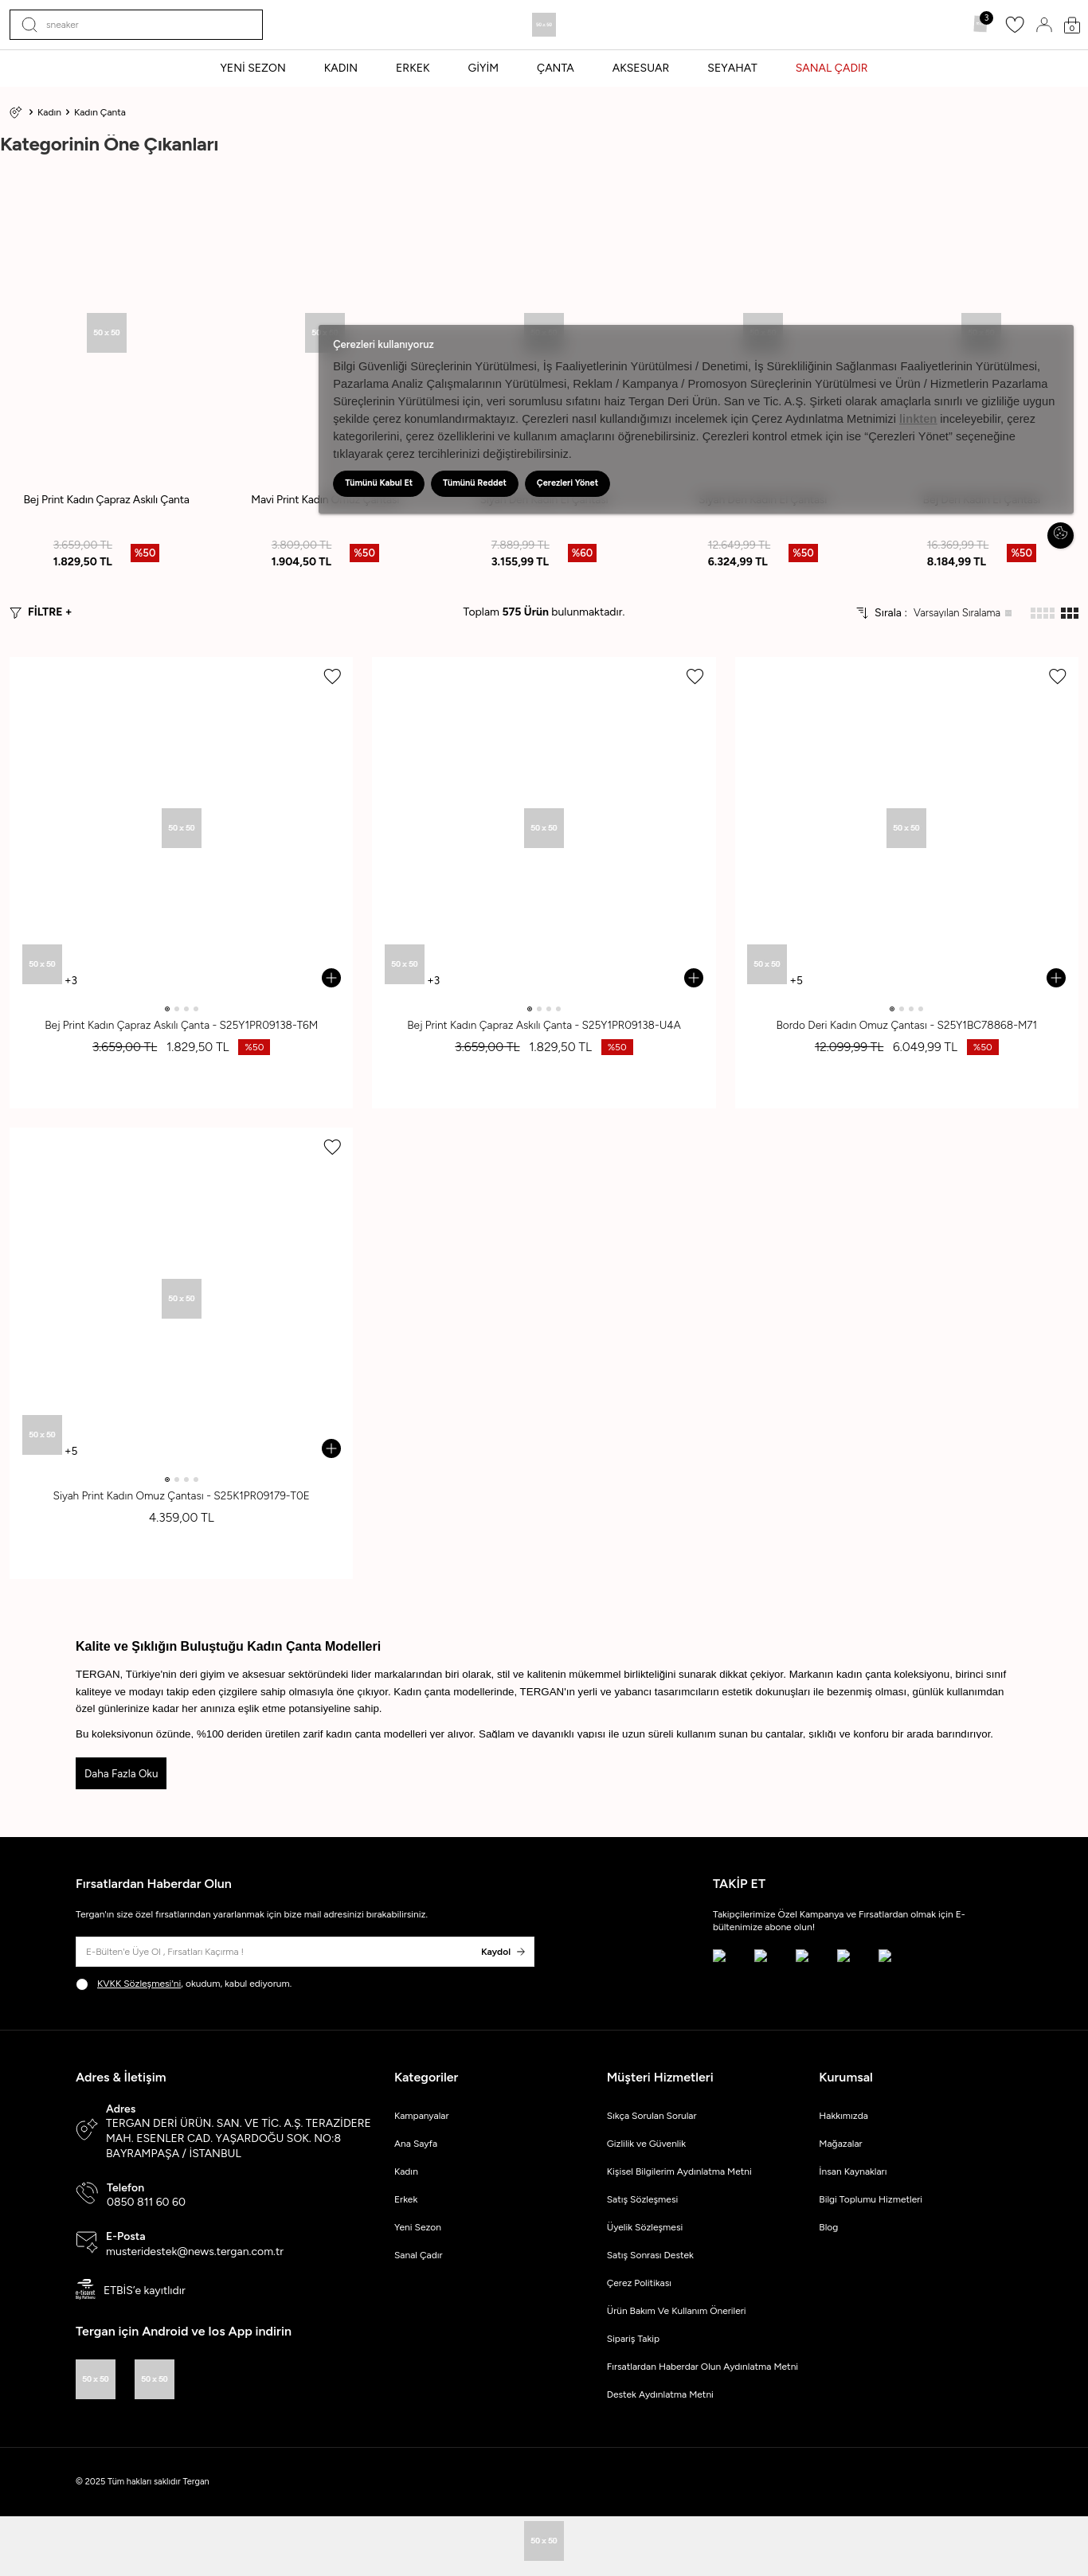 sneaker
50 x 50
3
0
YENİ SEZON KADIN ERKEK GİYİM ÇANTA AKSESUAR SEYAHAT SANAL ÇADIR
Kadın Kadın Çanta
Kategorinin Öne Çıkanları
50 x 50
Çerezleri kullanıyoruz
Bilgi Güvenliği Süreçlerinin Yürütülmesi, İş Faaliyetlerinin Yürütülmesi / Denetimi, İş Sürekliliğinin Sağlanması Faaliyetlerinin Yürütülmesi,
Pazarlama Analiz Çalışmalarının Yürütülmesi, Reklam / Kampanya / Promosyon Süreçlerinin Yürütülmesi ve Ürün / Hizmetlerin Pazarlama
Süreçlerinin Yürütülmesi için, veri sorumlusu sıfatını haiz Tergan Deri Ürün. San ve Tic. A.Ş. Şirketi olarak amaçlarla sınırlı ve gizliliğe uygun
şekilde çerez konumlandırmaktayız. Çerezleri nasıl kullandığımızı incelemek için Çerez Aydınlatma Metnimizi linkten inceleyebilir, çerez
kategorilerini, çerez özelliklerini ve kullanım amaçlarını öğrenebilirsiniz. Çerezleri kontrol etmek için ise “Çerezleri Yönet” seçeneğine
tıklayarak çerez tercihlerinizi değiştirebilirsiniz.
Tümünü Kabul Et Tümünü Reddet Çerezleri Yönet
Bej Print Kadın Çapraz Askılı Çanta Mavi Print Kadın
3.659,00 TL 1.829,50 TL %50
3.809,00 TL 1.904,50 TL %50
7.889,99 TL 3.155,99 TL %60
12.649,99 TL 6.324,99 TL %50
16.369,99 TL 8.184,99 TL %50
FİLTRE +
Toplam 575 Ürün bulunmaktadır.
Sırala : Varsayılan Sıralama
50 x 50 50 x 50 50 x 50
50 x 50 +3 50 x 50 +3 50 x 50 +5
Bej Print Kadın Çapraz Askılı Çanta - S25Y1PR09138-T6M
3.659,00 TL 1.829,50 TL %50
Bej Print Kadın Çapraz Askılı Çanta - S25Y1PR09138-U4A
3.659,00 TL 1.829,50 TL %50
Bordo Deri Kadın Omuz Çantası - S25Y1BC78868-M71
12.099,99 TL 6.049,99 TL %50
50 x 50
50 x 50 +5
Siyah Print Kadın Omuz Çantası - S25K1PR09179-T0E
4.359,00 TL
Kalite ve Şıklığın Buluştuğu Kadın Çanta Modelleri
TERGAN, Türkiye'nin deri giyim ve aksesuar sektöründeki lider markalarından biri olarak, stil ve kalitenin mükemmel birlikteliğini sunarak dikkat çekiyor. Markanın kadın çanta koleksiyonu, birinci sınıf
kaliteye ve modayı takip eden çizgilere sahip olmasıyla öne çıkıyor. Kadın çanta modellerinde, TERGAN'ın yerli ve yabancı tasarımcıların estetik dokunuşları ile bezenmiş olması, günlük kullanımdan
özel günlerinize kadar her anınıza eşlik etme potansiyeline sahip.
Bu koleksiyonun özünde, %100 deriden üretilen zarif kadın çanta modelleri yer alıyor. Sağlam ve dayanıklı yapısı ile uzun süreli kullanım sunan bu çantalar, şıklığı ve konforu bir arada barındırıyor.
Daha Fazla Oku
Fırsatlardan Haberdar Olun
Tergan'ın size özel fırsatlarından yararlanmak için bize mail adresinizi bırakabilirsiniz.
E-Bülten'e Üye Ol , Fırsatları Kaçırma ! Kaydol
KVKK Sözleşmesi'ni, okudum, kabul ediyorum.
TAKİP ET
Takipçilerimize Özel Kampanya ve Fırsatlardan olmak için E-
bültenimize abone olun!
Adres & İletişim
Adres
TERGAN DERİ ÜRÜN. SAN. VE TİC. A.Ş. TERAZİDERE
MAH. ESENLER CAD. YAŞARDOĞU SOK. NO:8
BAYRAMPAŞA / İSTANBUL
Telefon
0850 811 60 60
E-Posta
musteridestek@news.tergan.com.tr
ETBİS'e kayıtlıdır
Tergan için Android ve Ios App indirin
50 x 50 50 x 50
Kategoriler
Kampanyalar
Ana Sayfa
Kadın
Erkek
Yeni Sezon
Sanal Çadır
Müşteri Hizmetleri
Sıkça Sorulan Sorular
Gizlilik ve Güvenlik
Kişisel Bilgilerim Aydınlatma Metni
Satış Sözleşmesi
Üyelik Sözleşmesi
Satış Sonrası Destek
Çerez Politikası
Ürün Bakım Ve Kullanım Önerileri
Sipariş Takip
Fırsatlardan Haberdar Olun Aydınlatma Metni
Destek Aydınlatma Metni
Kurumsal
Hakkımızda
Mağazalar
İnsan Kaynakları
Bilgi Toplumu Hizmetleri
Blog
© 2025 Tüm hakları saklıdır Tergan
50 x 50